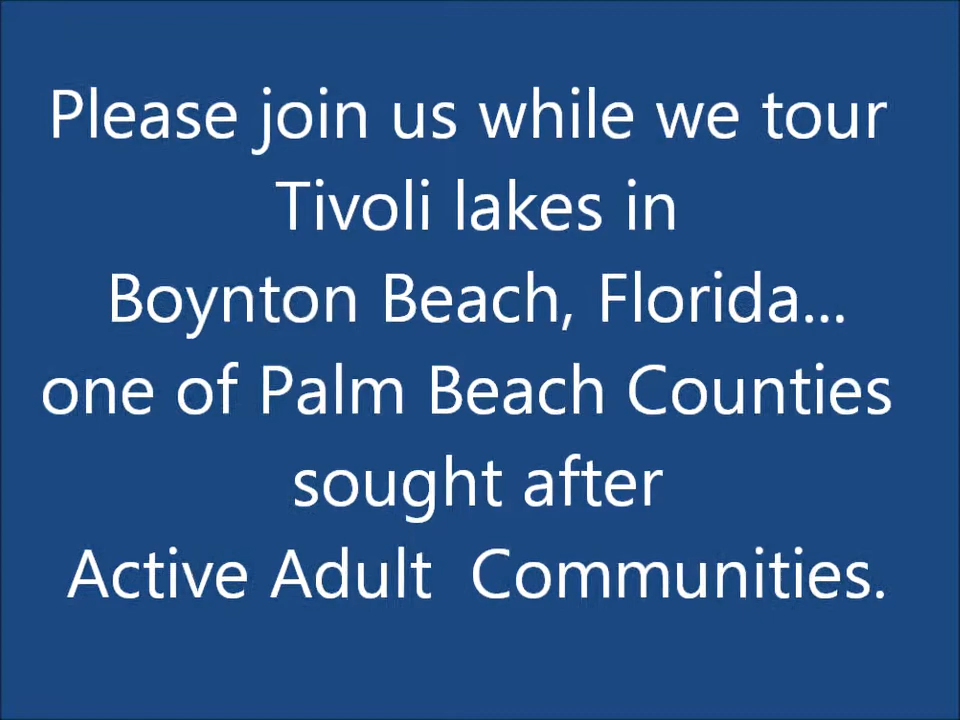 Please join us while we tour
Tivoli lakes in
Boynton Beach, Florida...
one of Palm Beach Counties
sought after
Active Adult  Communities.